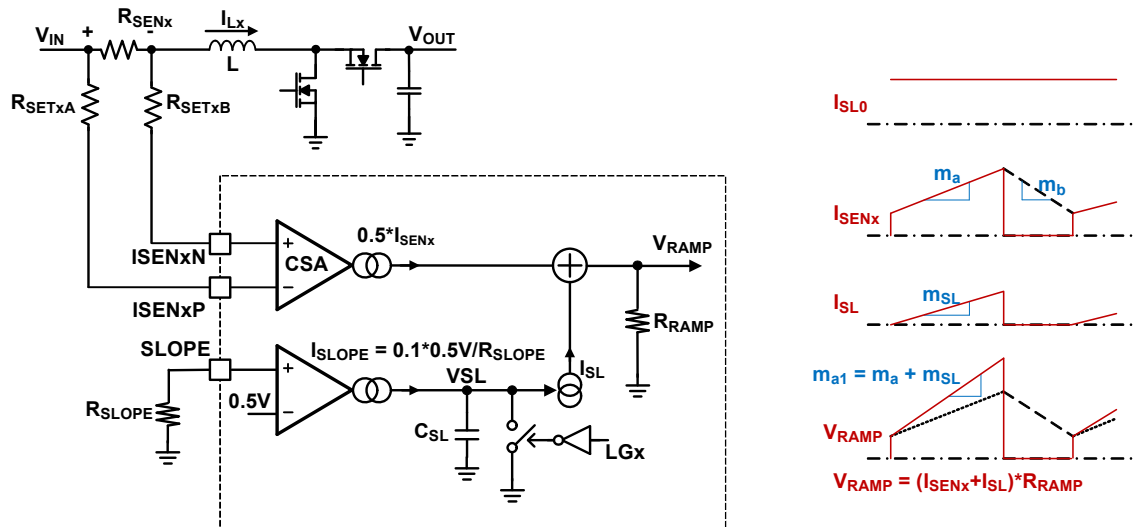 RSENx
VIN
+
-
ILx
L
VOUT
RSETxA
RSETxB
ISENxN
ISENxP
+
CSA
−
0.5*ISENx
VRAMP
RRAMP
SLOPE
ISLOPE = 0.1*0.5V/RSLOPE
+
0.5V
−
RSLOPE
VSL
ISL
CSL
LGx
ISL0
ISENx
ma
mb
ISL
mSL
ma1 = ma + mSL
VRAMP
VRAMP = (ISENx+ISL)*RRAMP